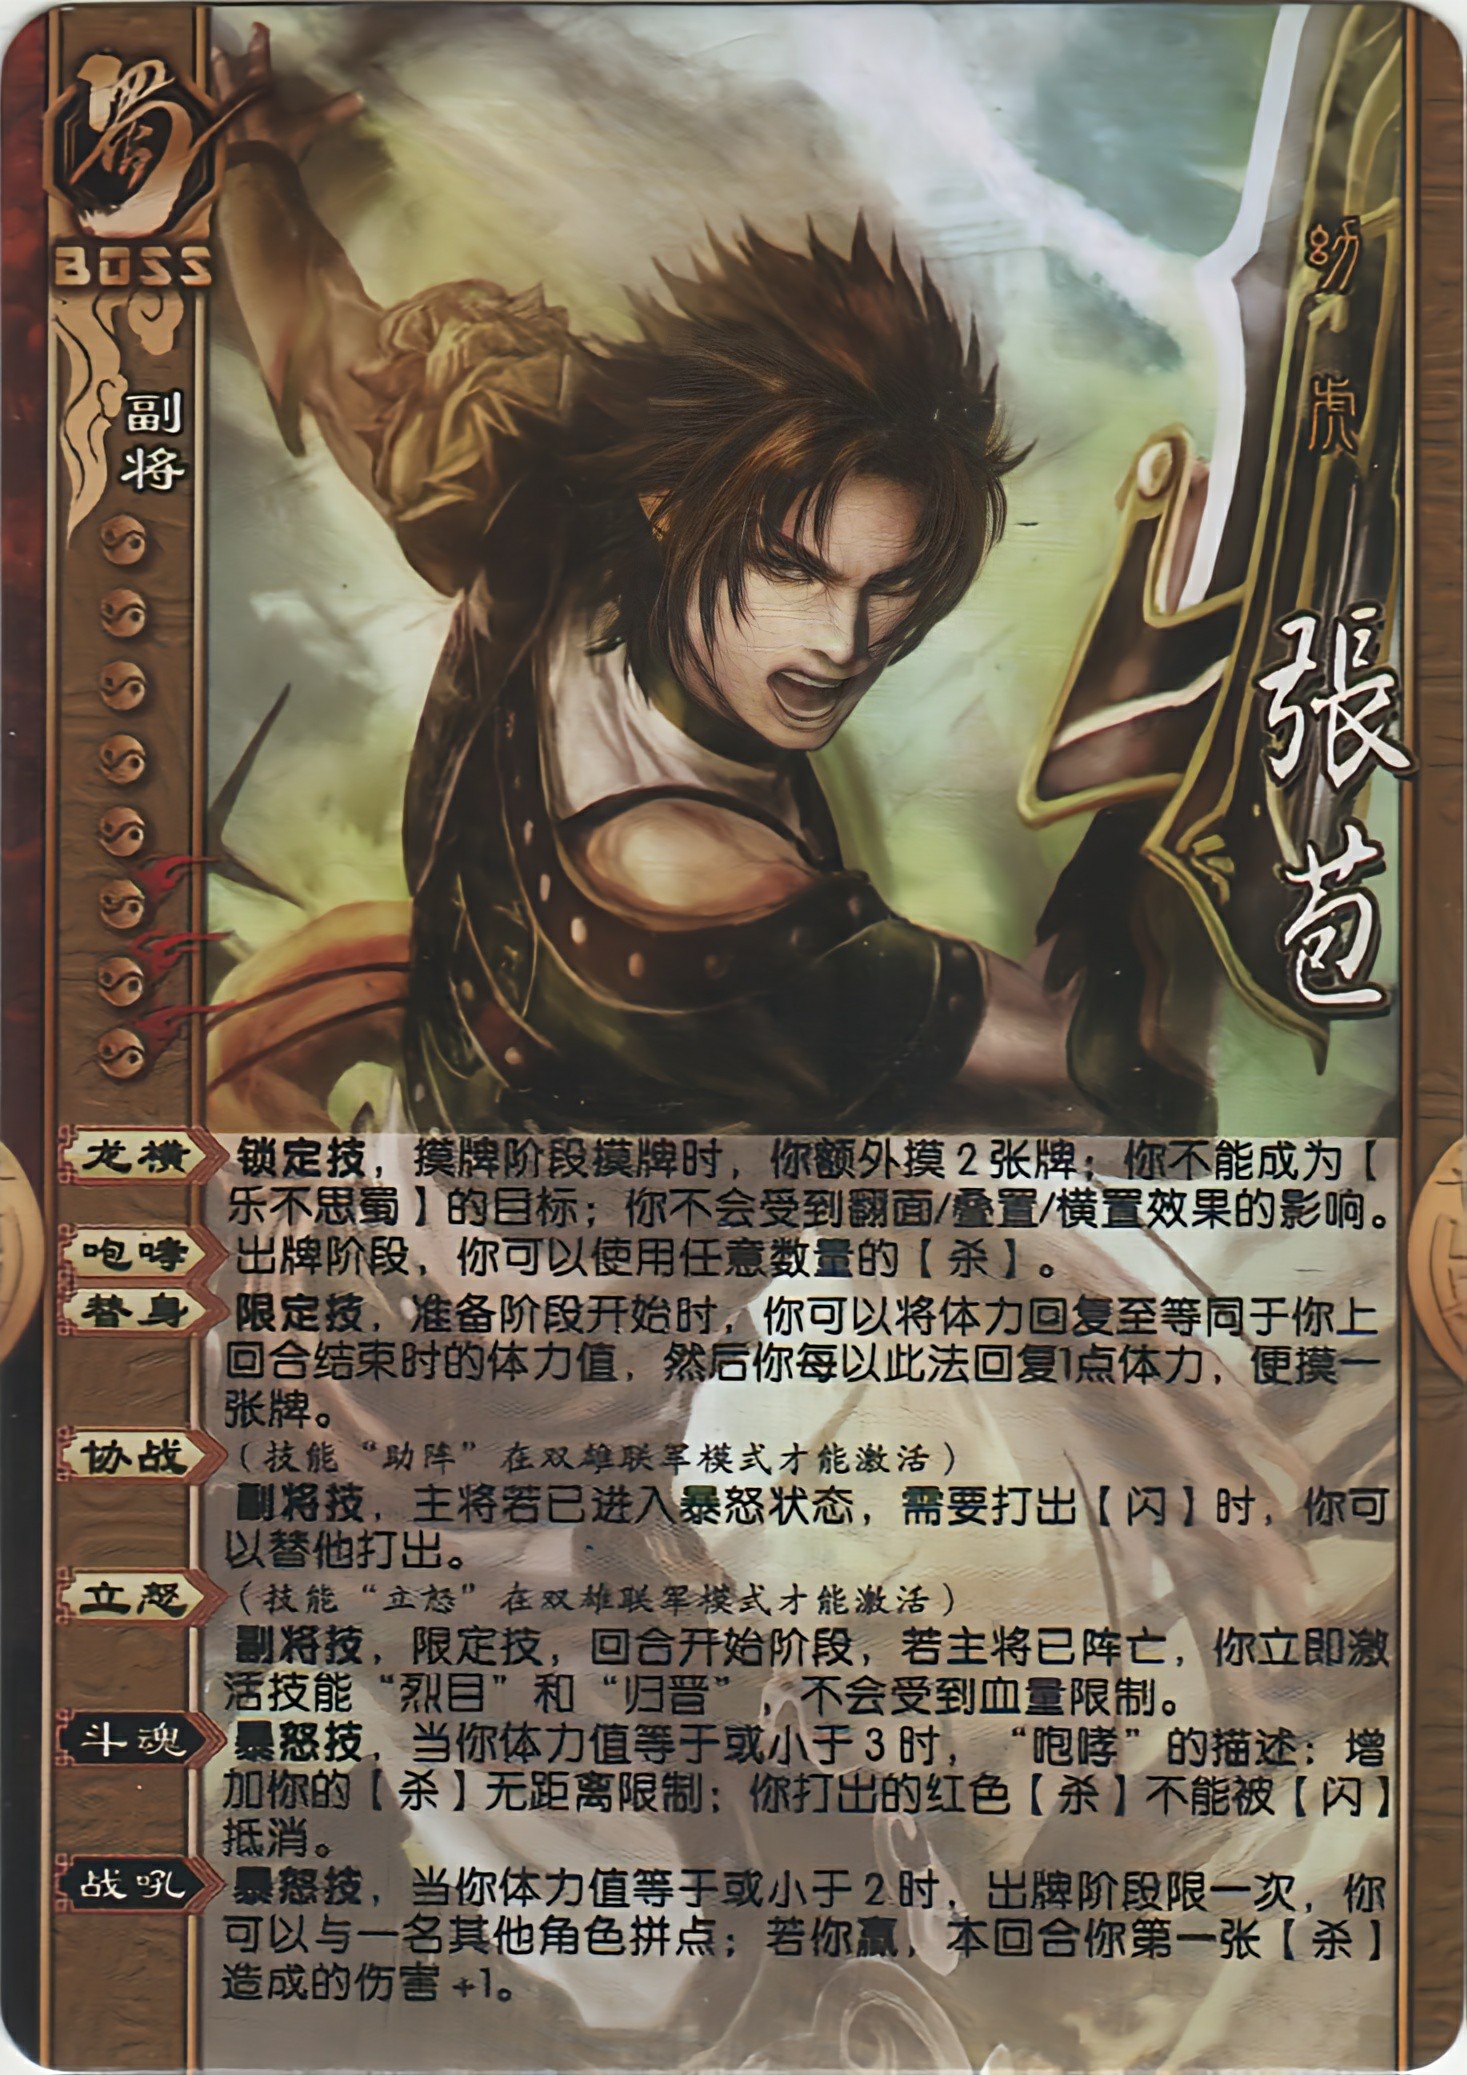 蜀
BOSS
副将
幼虎
張苞
龙横
锁定技，摸牌阶段摸牌时，你额外摸2张牌；你不能成为【
乐不思蜀】的目标；你不会受到翻面/叠置/横置效果的影响。
咆哮
出牌阶段，你可以使用任意数量的【杀】。
替身
限定技，准备阶段开始时，你可以将体力回复至等同于你上
回合结束时的体力值，然后你每以此法回复1点体力，便摸一
张牌。
协战
（技能“助阵”在双雄联军模式才能激活）
副将技，主将若已进入暴怒状态，需要打出【闪】时，你可
以替他打出。
立怒
（技能“立怒”在双雄联军模式才能激活）
副将技，限定技，回合开始阶段，若主将已阵亡，你立即激
活技能“烈目”和“归晋”，不会受到血量限制。
斗魂
暴怒技，当你体力值等于或小于3时，“咆哮”的描述：增
加你的【杀】无距离限制；你打出的红色【杀】不能被【闪】
抵消。
战吼
暴怒技，当你体力值等于或小于2时，出牌阶段限一次，你
可以与一名其他角色拼点；若你赢，本回合你第一张【杀】
造成的伤害+1。